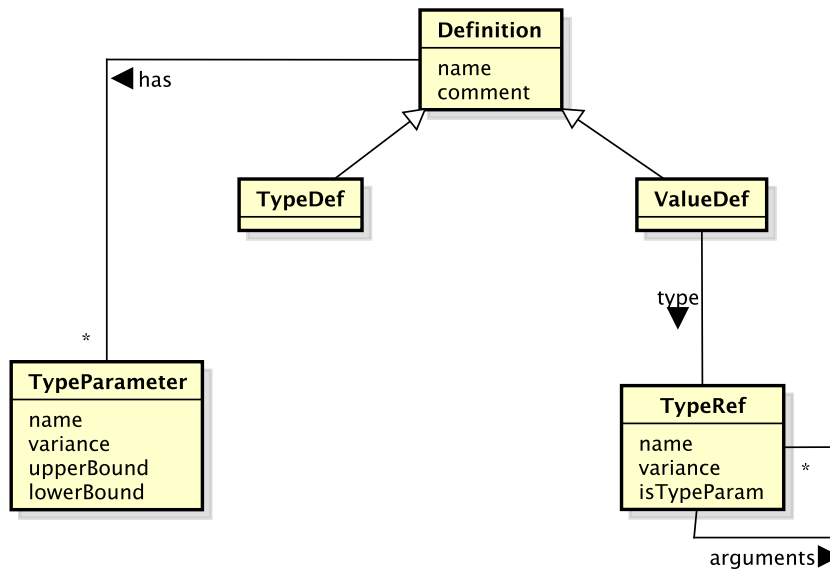 Definition
name
comment
has
TypeDef
ValueDef
type
*
TypeParameter
name
variance
upperBound
lowerBound
TypeRef
name
variance
isTypeParam
*
arguments